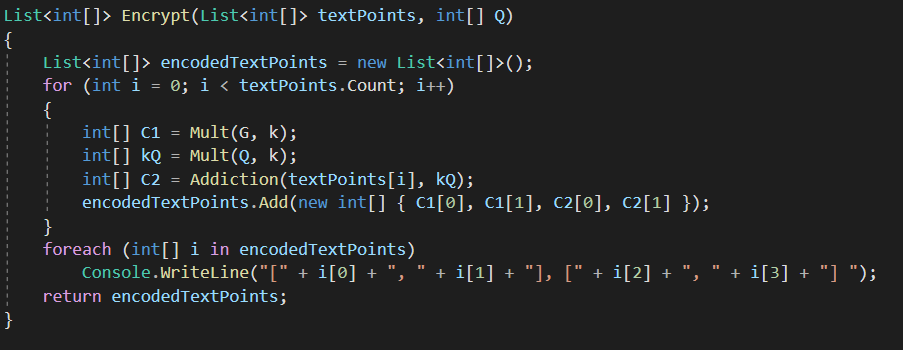 List<int[]> Encrypt(List<int[]> textPoints, int[] Q)
{
    List<int[]> encodedTextPoints = new List<int[]>();
    for (int i = 0; i < textPoints.Count; i++)
    {
        int[] C1 = Mult(G, k);
        int[] kQ = Mult(Q, k);
        int[] C2 = Addiction(textPoints[i], kQ);
        encodedTextPoints.Add(new int[] { C1[0], C1[1], C2[0], C2[1] });
    }
    foreach (int[] i in encodedTextPoints)
        Console.WriteLine("[" + i[0] + ", " + i[1] + "], [" + i[2] + ", " + i[3] + "] ");
    return encodedTextPoints;
}